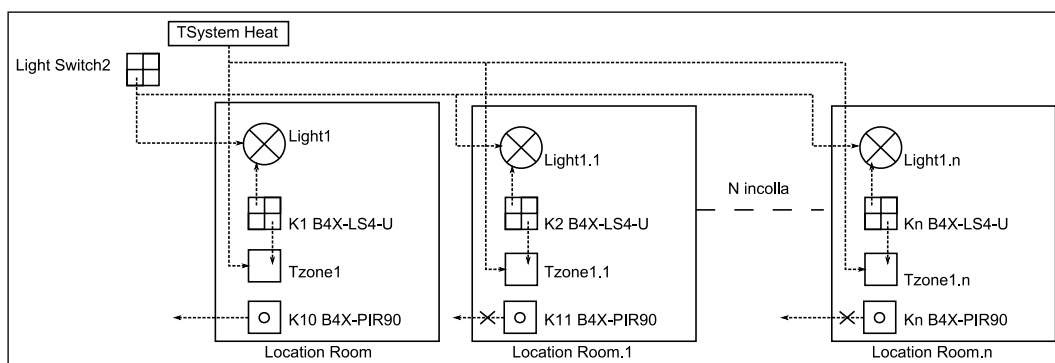 TSystem Heat
Light Switch2
Light1
K1 B4X-LS4-U
Tzone1
K10 B4X-PIR90
Location Room
Light1.1
K2 B4X-LS4-U
Tzone1.1
K11 B4X-PIR90
Location Room.1
N incolla
Light1.n
Kn B4X-LS4-U
Tzone1.n
Kn B4X-PIR90
Location Room.n